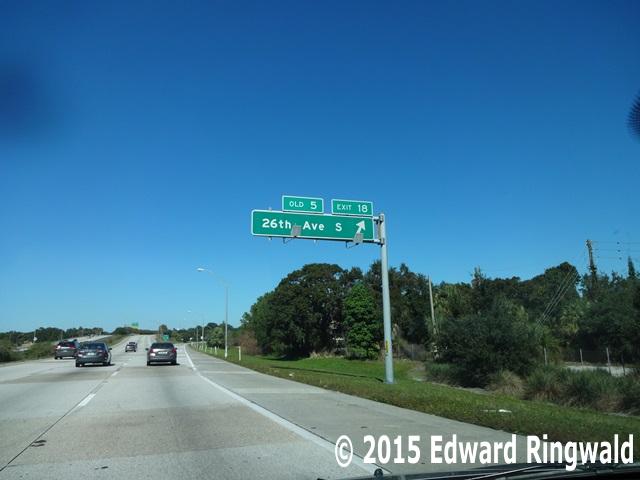 OLD 5
EXIT 18
26th Ave S
© 2015 Edward Ringwald